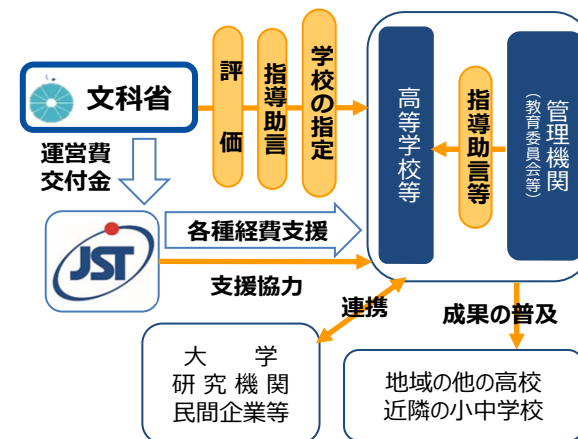 文科省
評価
指導助言
学校の指定
高等学校等
指導助言等
管理機関
（教育委員会等）
運営費
交付金
JST
各種経費支援
支援協力
連携
成果の普及
大　学
研究機関
民間企業等
地域の他の高校
近隣の小中学校